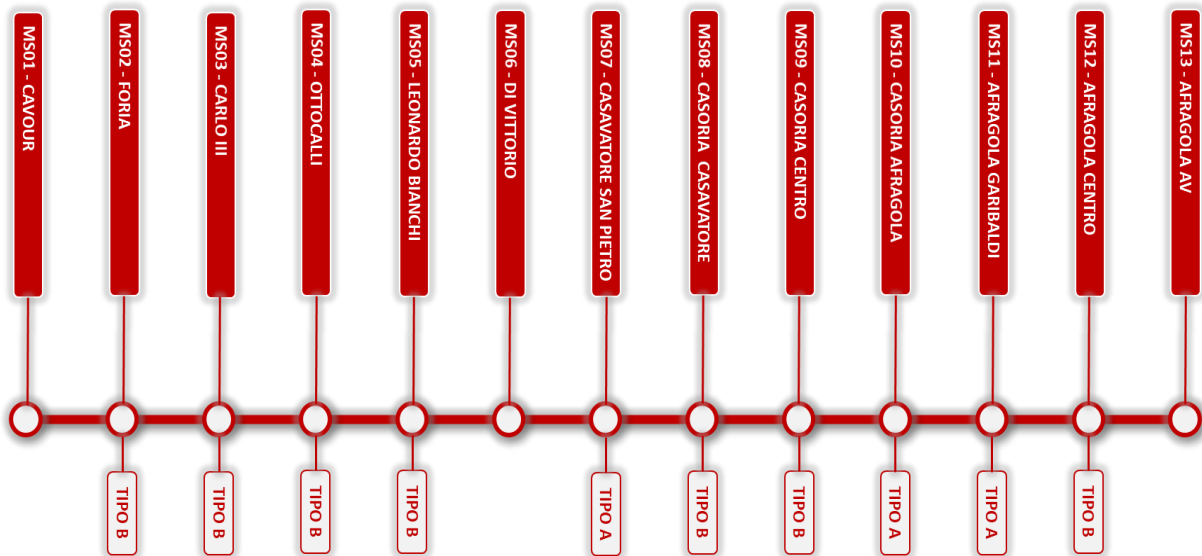 MS01 - CAVOUR
MS02 - FORIA
MS03 - CARLO III
MS04 - OTTOCALLI
MS05 - LEONARDO BIANCHI
MS06 - DI VITTORIO
MS07 - CASAVATORE SAN PIETRO
MS08 - CASORIA  CASAVATORE
MS09 - CASORIA CENTRO
MS10 - CASORIA AFRAGOLA
MS11 - AFRAGOLA GARIBALDI
MS12 - AFRAGOLA CENTRO
MS13 - AFRAGOLA AV
TIPO B
TIPO B
TIPO B
TIPO B
TIPO A
TIPO B
TIPO B
TIPO A
TIPO A
TIPO B